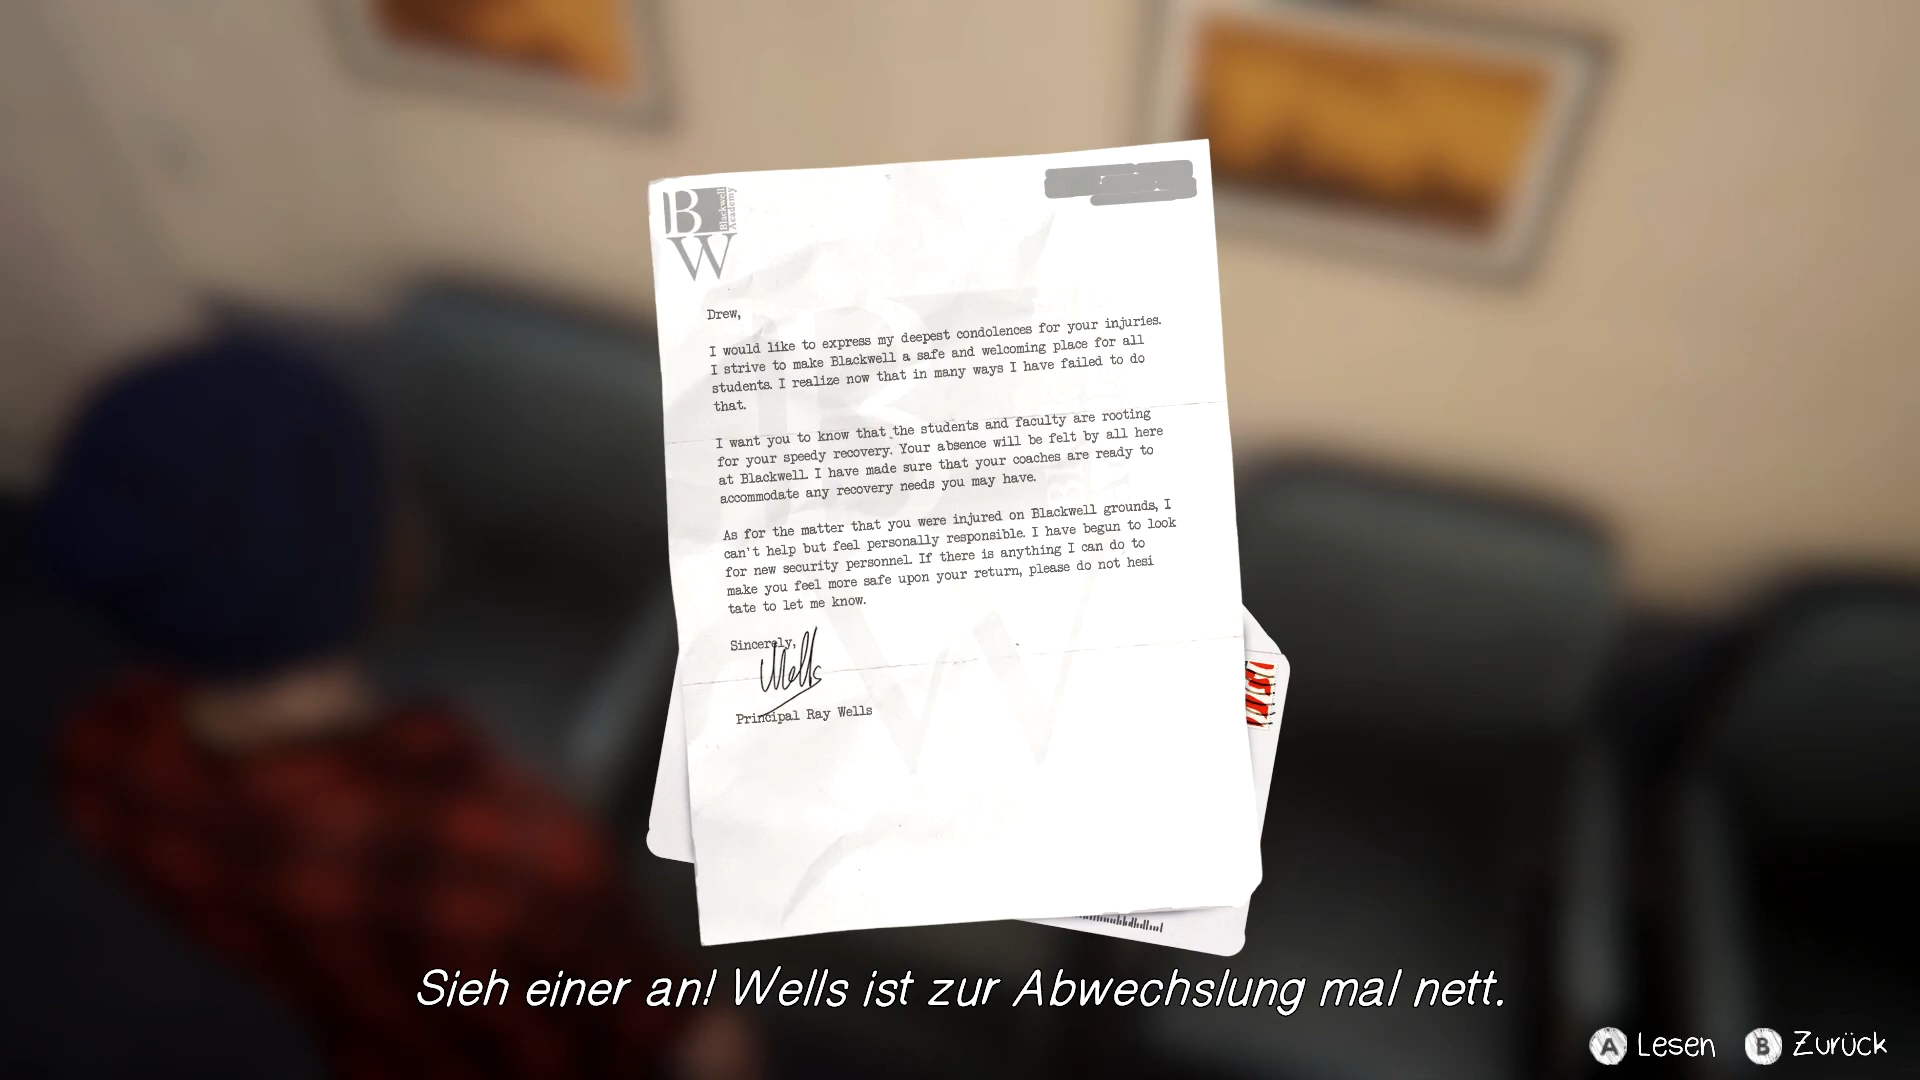 B
Blackwell
Academy
W
Drew,
I would like to express my deepest condolences for your injuries.
I strive to make Blackwell a safe and welcoming place for all
students. I realize now that in many ways I have failed to do
that.
I want you to know that the students and faculty are rooting
for your speedy recovery. Your absence will be felt by all here
at Blackwell. I have made sure that your coaches are ready to
accommodate any recovery needs you may have.
As for the matter that you were injured on Blackwell grounds, I
can't help but feel personally responsible. I have begun to look
for new security personnel. If there is anything I can do to
make you feel more safe upon your return, please do not hesi
tate to let me know.
Sincerely,
Wells
Principal Ray Wells
Sieh einer an! Wells ist zur Abwechslung mal nett.
A Lesen B Zurück